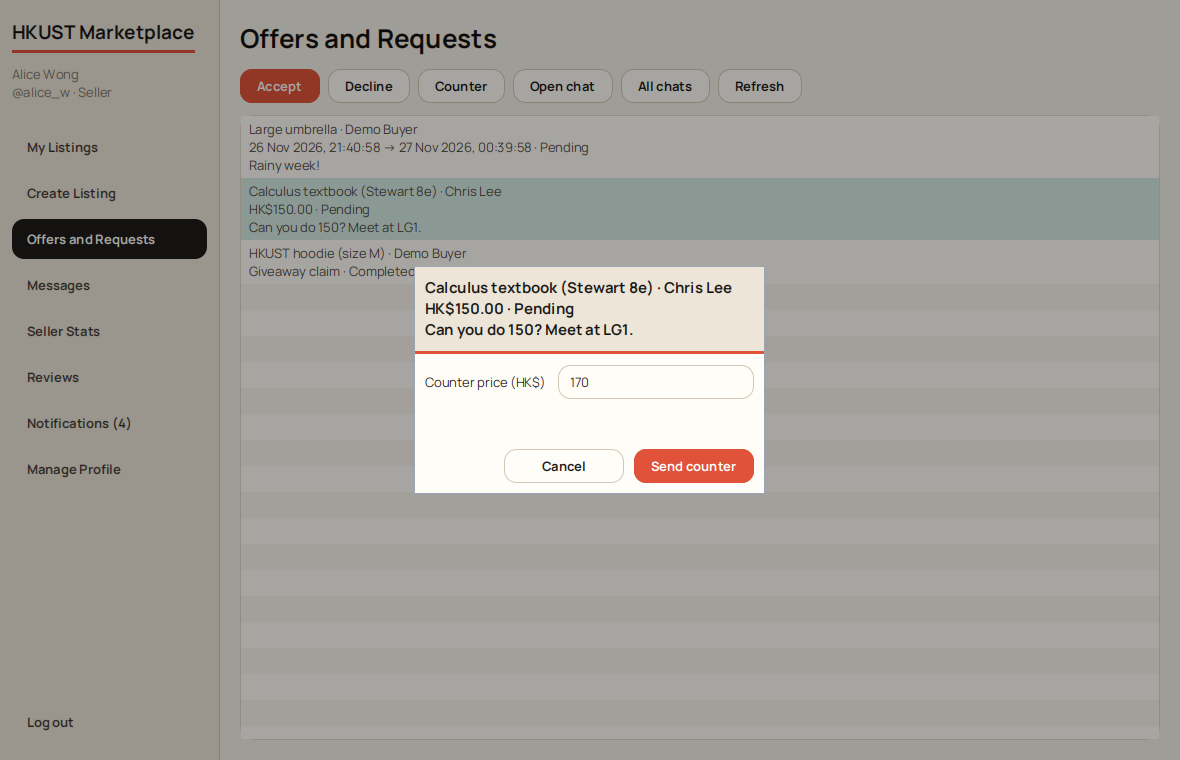 HKUST Marketplace
Alice Wong
@alice_w · Seller
My Listings
Create Listing
Offers and Requests
Messages
Seller Stats
Reviews
Notifications (4)
Manage Profile
Log out
Offers and Requests
Accept
Decline
Counter
Open chat
All chats
Refresh
Large umbrella · Demo Buyer
26 Nov 2026, 21:40:58 → 27 Nov 2026, 00:39:58 · Pending
Rainy week!
Calculus textbook (Stewart 8e) · Chris Lee
HK$150.00 · Pending
Can you do 150? Meet at LG1.
HKUST hoodie (size M) · Demo Buyer
Giveaway claim · Completed
Calculus textbook (Stewart 8e) · Chris Lee
HK$150.00 · Pending
Can you do 150? Meet at LG1.
Counter price (HK$)
170
Cancel
Send counter